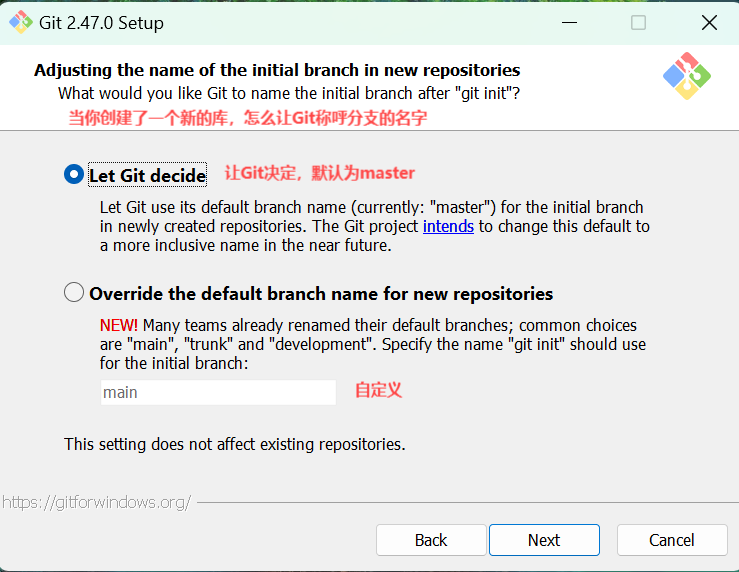 Git 2.47.0 Setup
Adjusting the name of the initial branch in new repositories
What would you like Git to name the initial branch after "git init"?
当你创建了一个新的库，怎么让Git称呼分支的名字
Let Git decide
让Git决定，默认为master
Let Git use its default branch name (currently: "master") for the initial branch
in newly created repositories. The Git project intends to change this default to
a more inclusive name in the near future.
Override the default branch name for new repositories
NEW! Many teams already renamed their default branches; common choices
are "main", "trunk" and "development". Specify the name "git init" should use
for the initial branch:
main
自定义
This setting does not affect existing repositories.
https://gitforwindows.org/
Back
Next
Cancel